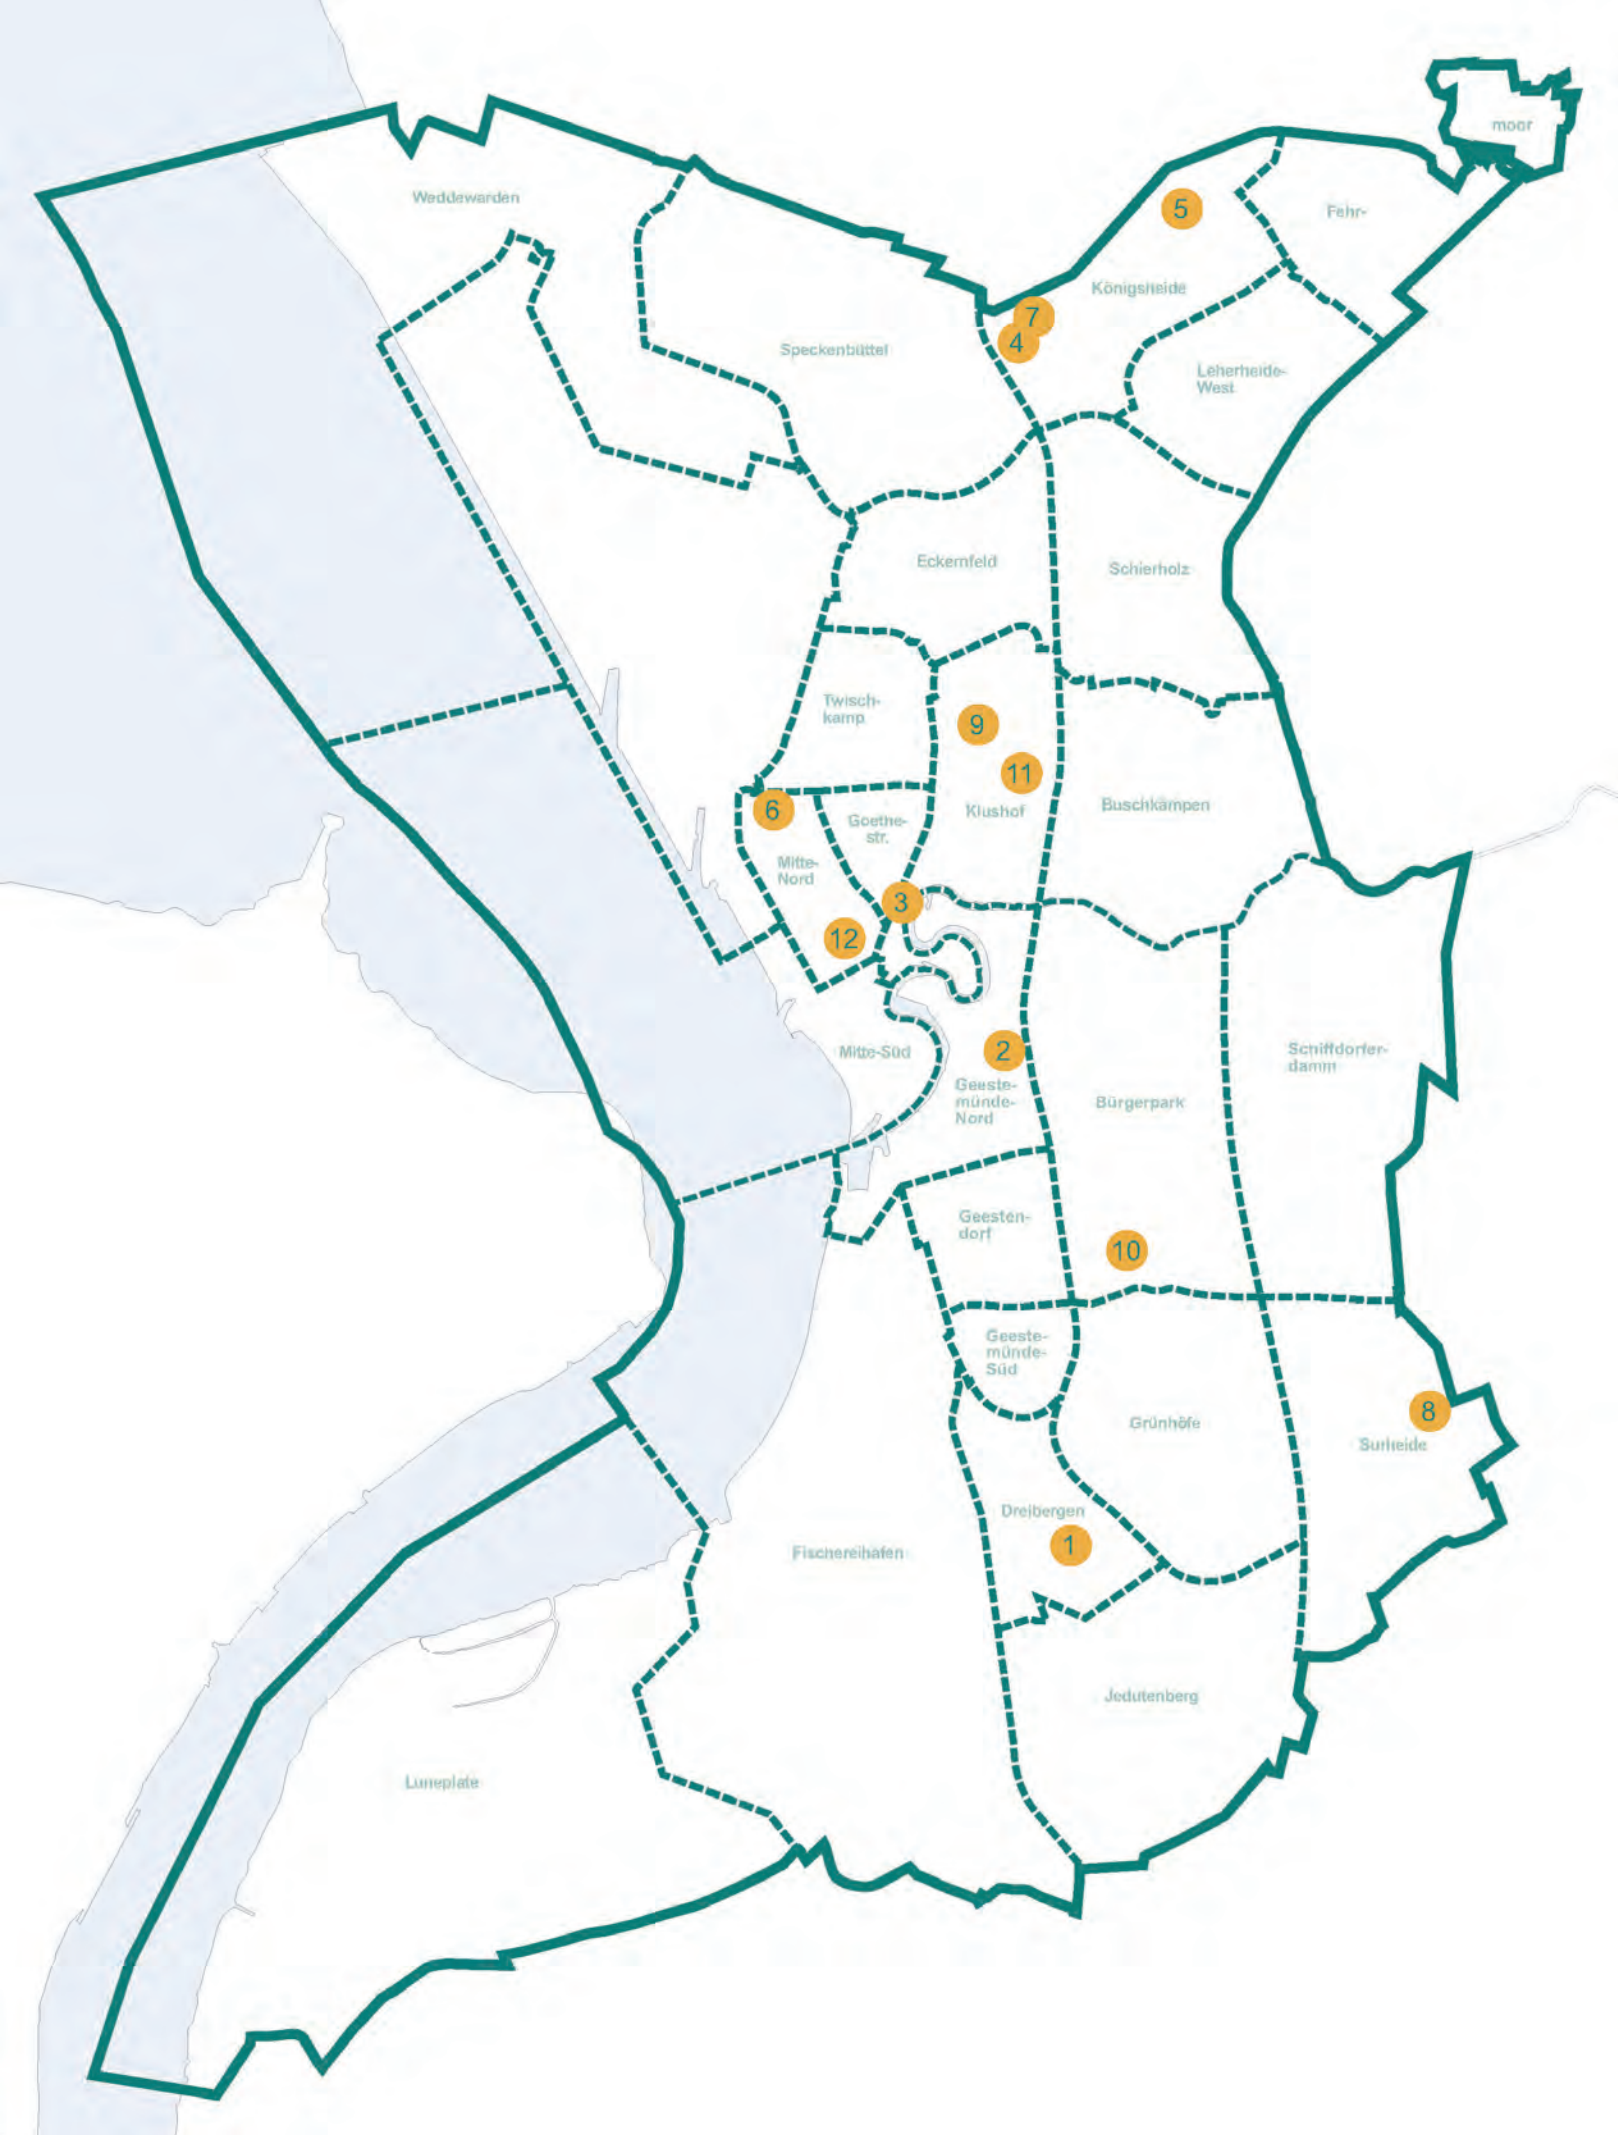 moor
Weddewarden
5
Fehr-
Königsheide
7
4
Speckenbüttel
Leherheide-
West
Eckernfeld
Schierholz
Twisch-
kamp
9
11
6
Klushof
Buschkämpen
Goethe-
str.
Mitte-
Nord
3
12
Mitte-Süd
2
Schiffdorfer-
damm
Geeste-
münde-
Nord
Bürgerpark
Geesten-
dorf
10
Geeste-
münde-
Süd
8
Grünhöfe
Surheide
Dreibergen
1
Fischereihafen
Jedutenberg
Luneplate